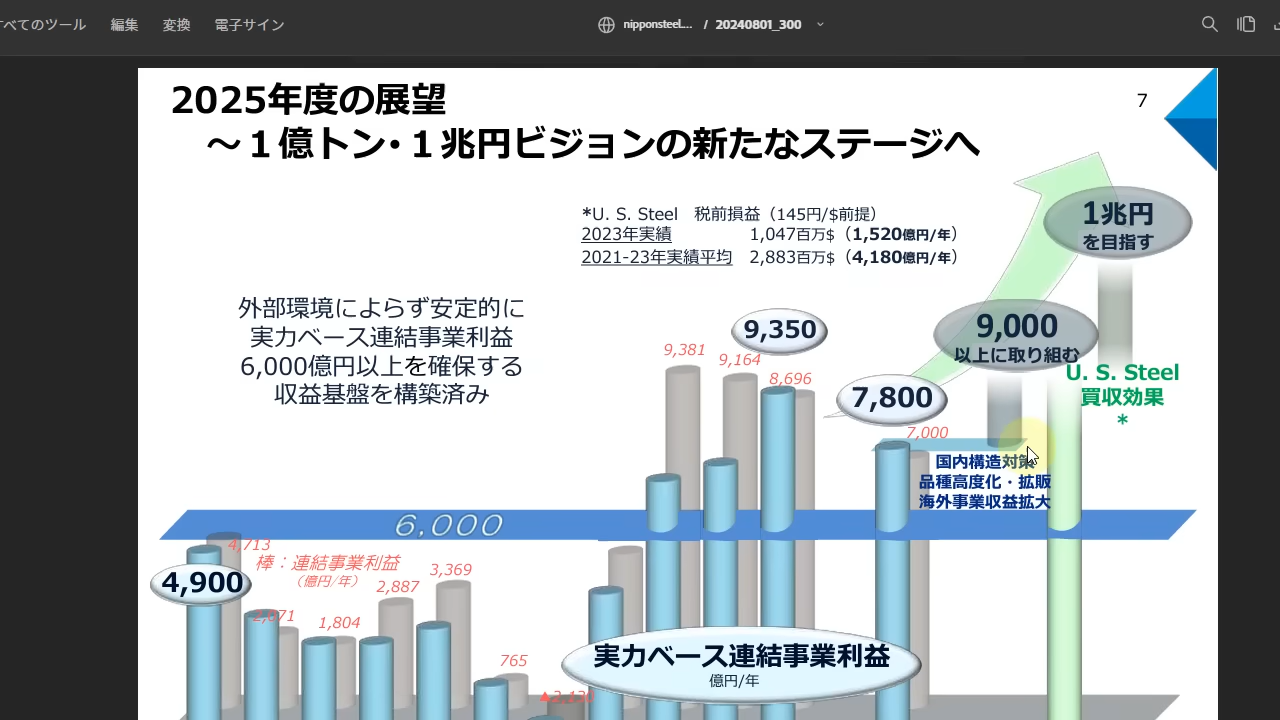 すべてのツール 編集 変換 電子サイン
nipponsteel.... / 20240801_300
2025年度の展望
7
～１億トン･１兆円ビジョンの新たなステージへ
*U. S. Steel 税前損益（145円/$前提）
2023年実績 1,047百万$（1,520億円/年）
2021-23年実績平均 2,883百万$（4,180億円/年）
1兆円
を目指す
外部環境によらず安定的に
実力ベース連結事業利益
6,000億円以上を確保する
収益基盤を構築済み
9,350
9,000
以上に取り組む
9,381
9,164
8,696
U. S. Steel
買収効果
*
7,800
7,000
国内構造対策
品種高度化・拡販
海外事業収益拡大
6,000
4,713
棒：連結事業利益
（億円/年）
4,900
2,871
1,804
2,887
3,369
765
実力ベース連結事業利益
億円/年